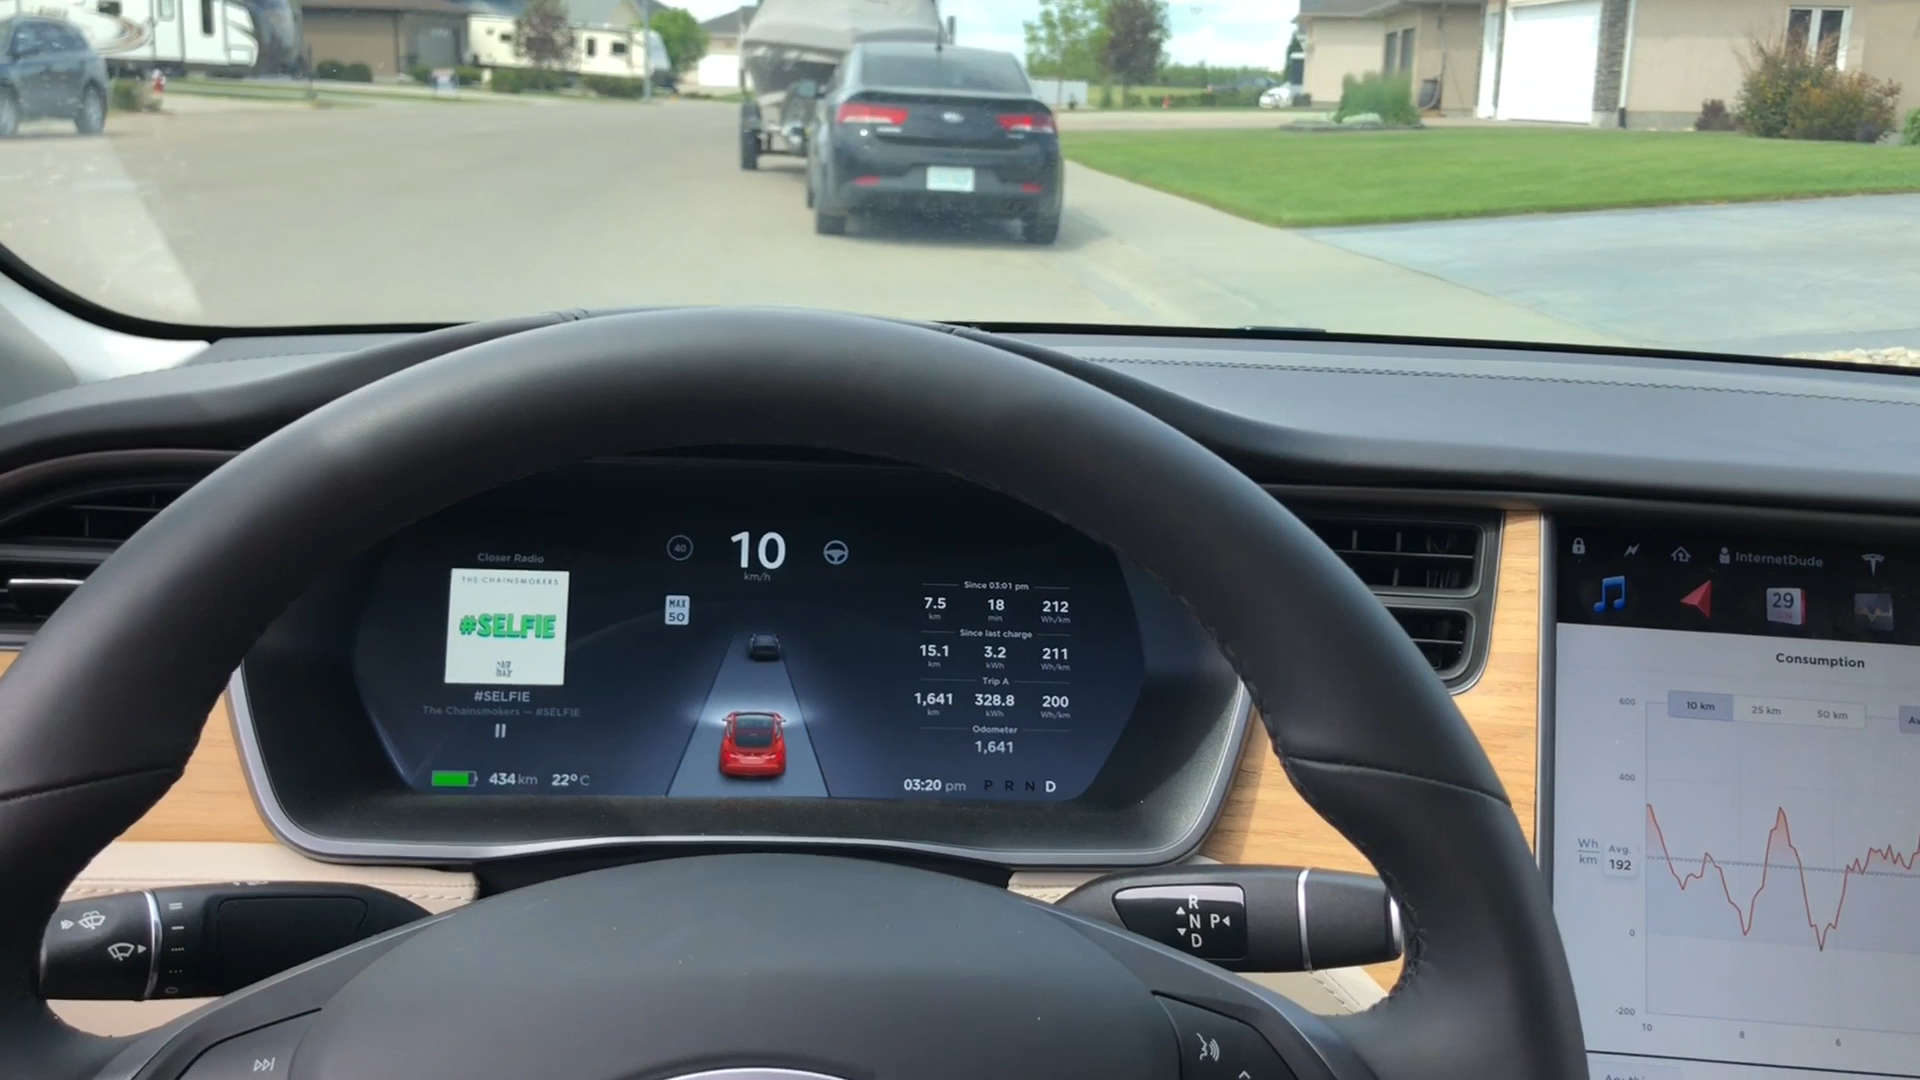 Closer Radio
THE CHAINSMOKERS
#SELFIE
#SELFIE
The Chainsmokers — #SELFIE
434 km 22° C
40
10
km/h
MAX
50
Since 03:01 pm
7.5 18 212
km min Wh/km
Since last charge
15.1 3.2 211
km kWh Wh/km
Trip A
1,641 328.8 200
km kWh Wh/km
Odometer
1,641
03:20 pm P R N D
R
N P
D
InternetDude
29
Consumption
10 km 25 km 50 km
600
400
Wh
km
Avg.
192
0
-200
10 8 6